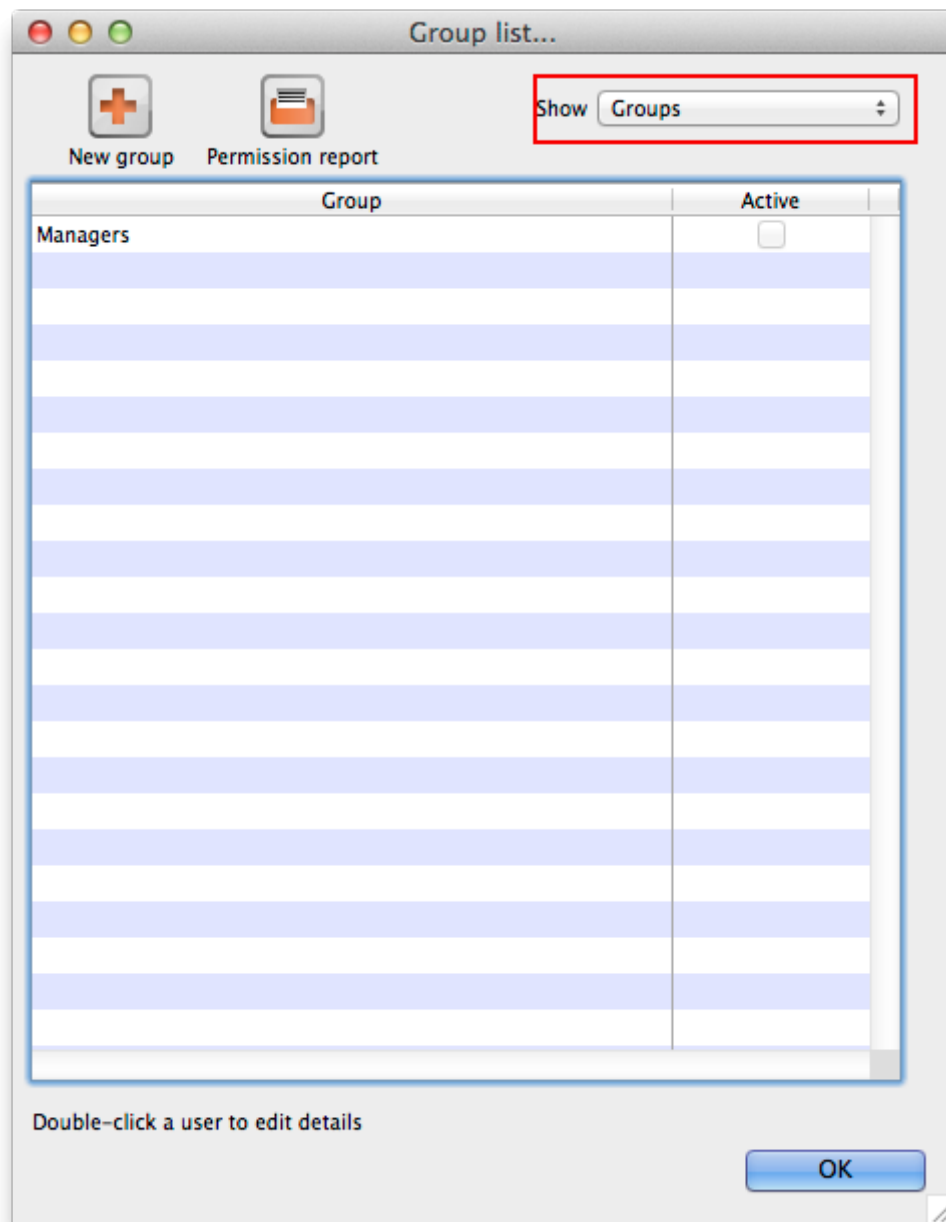 Group list...
Show Groups
New group Permission report
Group Active
Managers
Double-click a user to edit details
OK